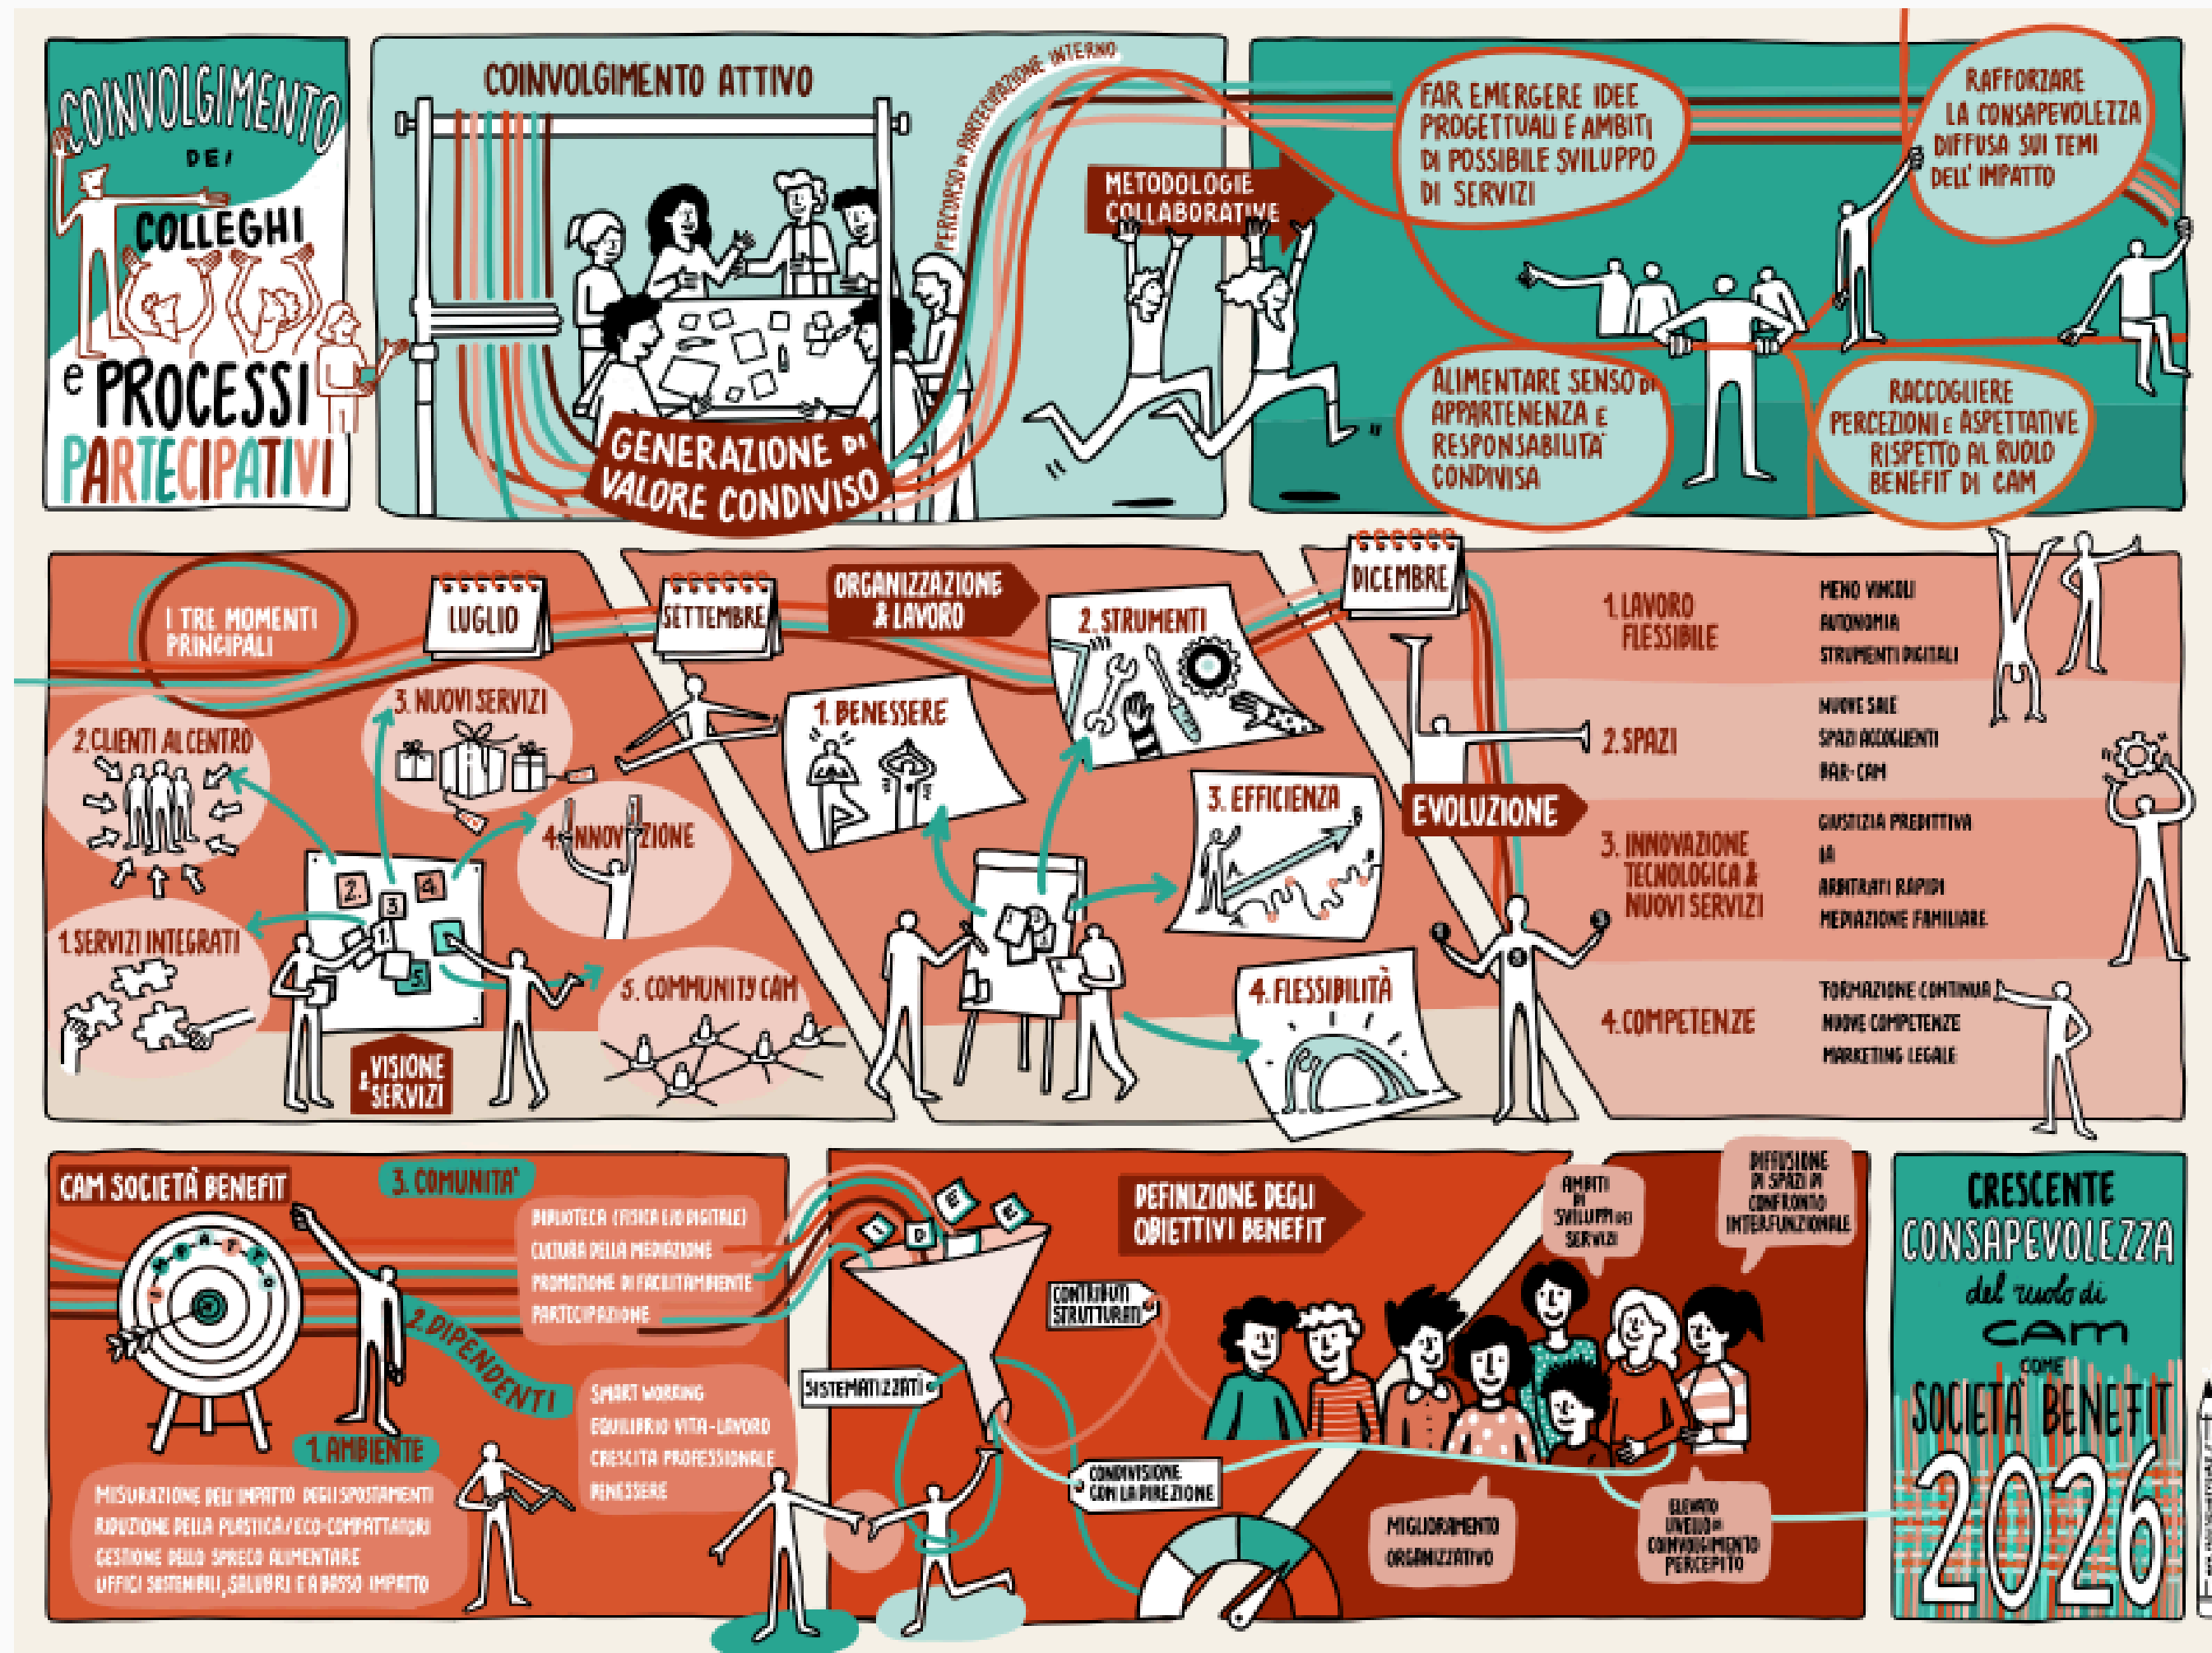 COINVOLGIMENTO
DEI
COLLEGHI
e PROCESSI
PARTECIPATIVI
COINVOLGIMENTO ATTIVO
GENERAZIONE DI
VALORE CONDIVISO
PERCORSO DI PARTECIPAZIONE INTERNO
METODOLOGIE
COLLABORATIVE
FAR EMERGERE IDEE
PROGETTUALI E AMBITI
DI POSSIBILE SVILUPPO
DI SERVIZI
RAFFORZARE
LA CONSAPEVOLEZZA
DIFFUSA SUI TEMI
DELL'IMPATTO
ALIMENTARE SENSO DI
APPARTENENZA E
RESPONSABILITÀ
CONDIVISA
RACCOGLIERE
PERCEZIONI E ASPETTATIVE
RISPETTO AL RUOLO
BENEFIT DI CAM
I TRE MOMENTI
PRINCIPALI
LUGLIO
1. SERVIZI INTEGRATI
2. CLIENTI AL CENTRO
3. NUOVI SERVIZI
4. INNOVAZIONE
5. COMMUNITY CAM
2.
3
4
1
5.
VISIONE
& SERVIZI
SETTEMBRE
ORGANIZZAZIONE
& LAVORO
1. BENESSERE
2. STRUMENTI
3. EFFICIENZA
A
B
4. FLESSIBILITÀ
DICEMBRE
EVOLUZIONE
1. LAVORO
FLESSIBILE
MENO VINCOLI
AUTONOMIA
STRUMENTI DIGITALI
2. SPAZI
NUOVE SALE
SPAZI ACCOGLIENTI
BAR-CAM
3. INNOVAZIONE
TECNOLOGICA &
NUOVI SERVIZI
GIUSTIZIA PREDITTIVA
IA
ARBITRATI RAPIDI
MEDIAZIONE FAMILIARE
4. COMPETENZE
FORMAZIONE CONTINUA
NUOVE COMPETENZE
MARKETING LEGALE
CAM SOCIETÀ BENEFIT
IMPATTO
3. COMUNITA'
BIBLIOTECA (FISICA E/O DIGITALE)
CULTURA DELLA MEDIAZIONE
PROMOZIONE DI FACILITAMBIENTE
PARTECIPAZIONE
2. DIPENDENTI
SMART WORKING
EQUILIBRIO VITA-LAVORO
CRESCITA PROFESSIONALE
BENESSERE
1. AMBIENTE
MISURAZIONE DELL'IMPATTO DEGLI SPOSTAMENTI
RIDUZIONE DELLA PLASTICA/ECO-COMPATTATORI
GESTIONE DELLO SPRECO ALIMENTARE
UFFICI SOSTENIBILI, SALUBRI E A BASSO IMPATTO
IDEE
DEFINIZIONE DEGLI
OBIETTIVI BENEFIT
CONTRIBUTI
STRUTTURATI
SISTEMATIZZATI
CONDIVISIONE
CON LA DIREZIONE
AMBITI
DI
SVILUPPI DEI
SERVIZI
DIFFUSIONE
DI SPAZI DI
CONFRONTO
INTERFUNZIONALE
MIGLIORAMENTO
ORGANIZZATIVO
ELEVATO
LIVELLO DI
COINVOLGIMENTO
PERCEPITO
CRESCENTE
CONSAPEVOLEZZA
del ruolo di
CAM
COME
SOCIETÀ BENEFIT
2026